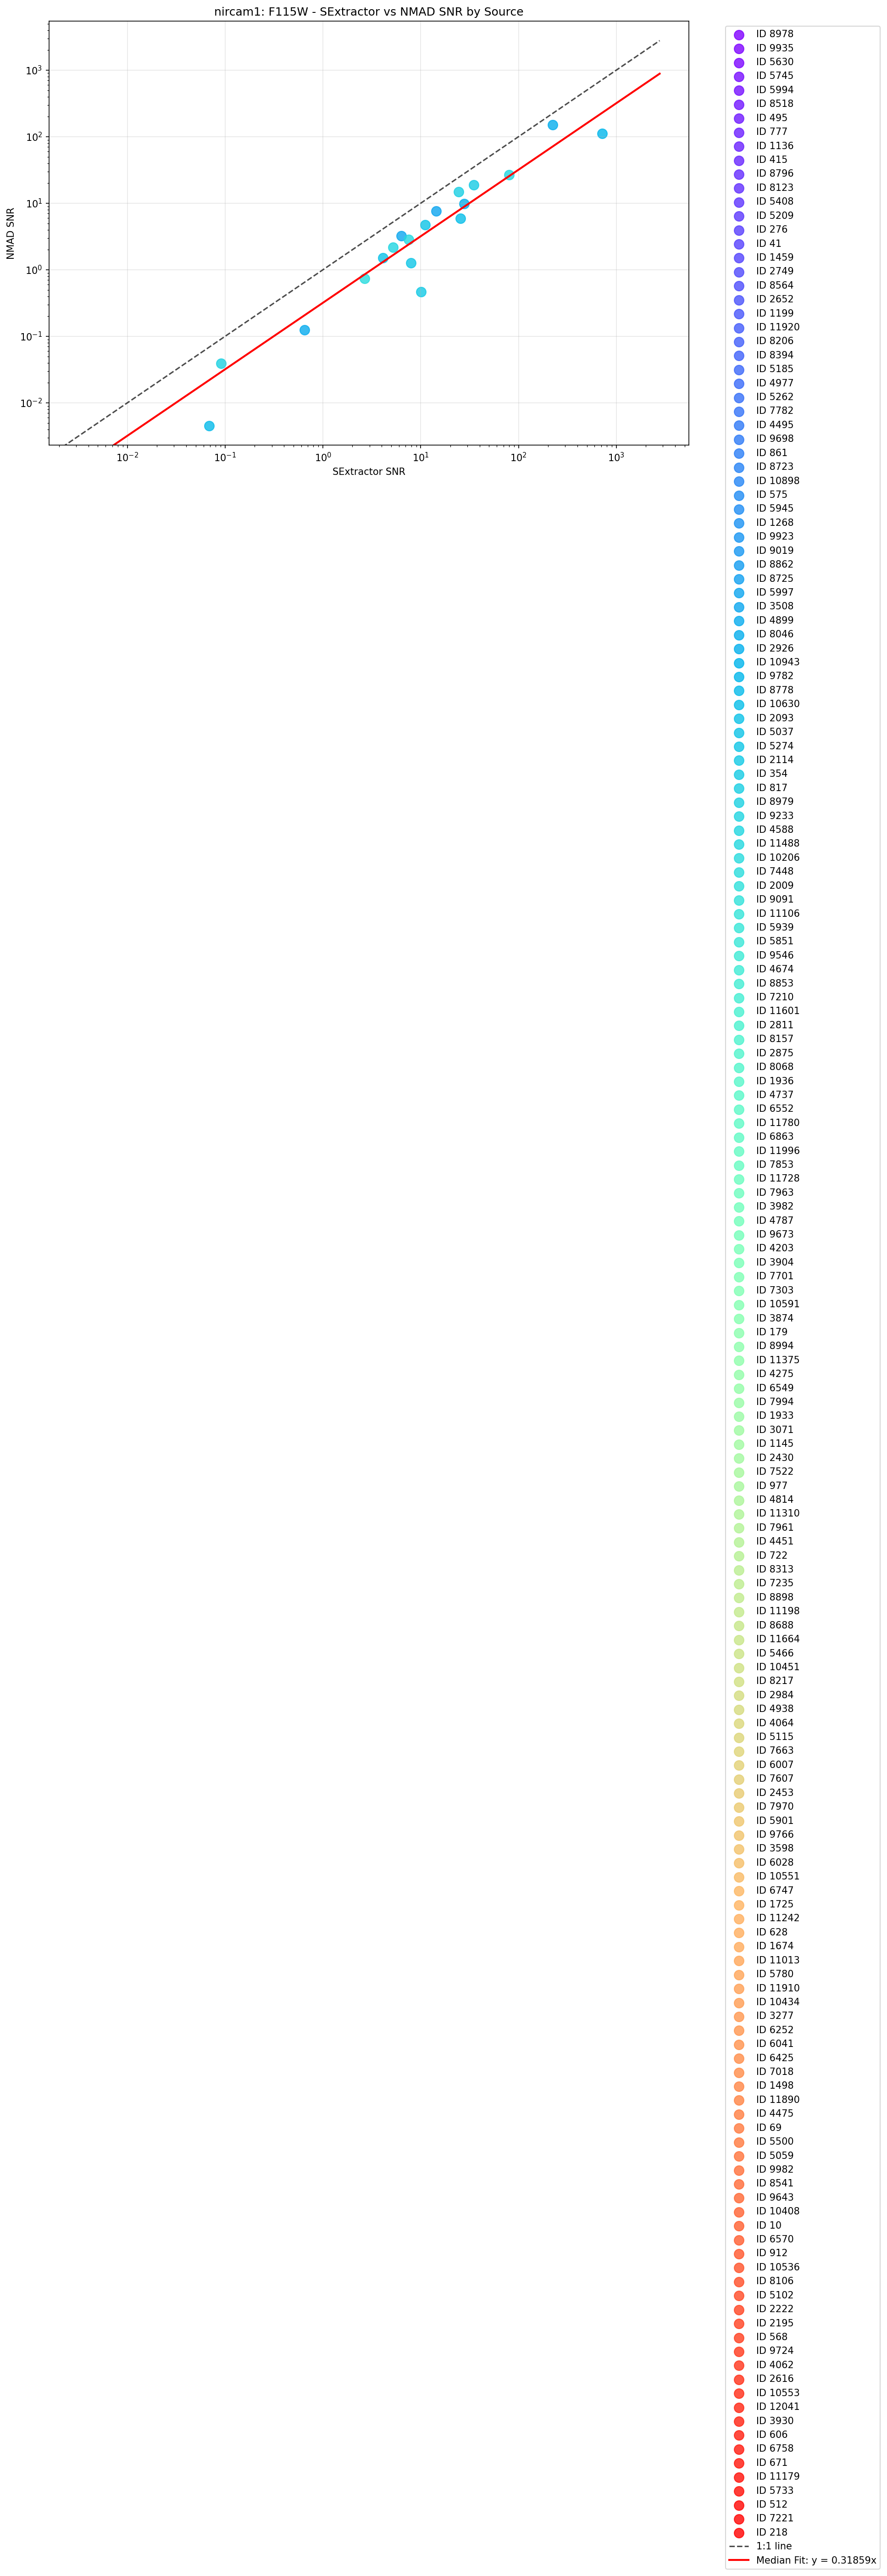 nircam1: F115W - SExtractor vs NMAD SNR by Source
NMAD SNR
10³
10²
10¹
10⁰
10⁻¹
10⁻²
10⁻²
10⁻¹
10⁰
10¹
10²
10³
SExtractor SNR
ID 8978
ID 9935
ID 5630
ID 5745
ID 5994
ID 8518
ID 495
ID 777
ID 1136
ID 415
ID 8796
ID 8123
ID 5408
ID 5209
ID 276
ID 41
ID 1459
ID 2749
ID 8564
ID 2652
ID 1199
ID 11920
ID 8206
ID 8394
ID 5185
ID 4977
ID 5262
ID 7782
ID 4495
ID 9698
ID 861
ID 8723
ID 10898
ID 575
ID 5945
ID 1268
ID 9923
ID 9019
ID 8862
ID 8725
ID 5997
ID 3508
ID 4899
ID 8046
ID 2926
ID 10943
ID 9782
ID 8778
ID 10630
ID 2093
ID 5037
ID 5274
ID 2114
ID 354
ID 817
ID 8979
ID 9233
ID 4588
ID 11488
ID 10206
ID 7448
ID 2009
ID 9091
ID 11106
ID 5939
ID 5851
ID 9546
ID 4674
ID 8853
ID 7210
ID 11601
ID 2811
ID 8157
ID 2875
ID 8068
ID 1936
ID 4737
ID 6552
ID 11780
ID 6863
ID 11996
ID 7853
ID 11728
ID 7963
ID 3982
ID 4787
ID 9673
ID 4203
ID 3904
ID 7701
ID 7303
ID 10591
ID 3874
ID 179
ID 8994
ID 11375
ID 4275
ID 6549
ID 7994
ID 1933
ID 3071
ID 1145
ID 2430
ID 7522
ID 977
ID 4814
ID 11310
ID 7961
ID 4451
ID 722
ID 8313
ID 7235
ID 8898
ID 11198
ID 8688
ID 11664
ID 5466
ID 10451
ID 8217
ID 2984
ID 4938
ID 4064
ID 5115
ID 7663
ID 6007
ID 7607
ID 2453
ID 7970
ID 5901
ID 9766
ID 3598
ID 6028
ID 10551
ID 6747
ID 1725
ID 11242
ID 628
ID 1674
ID 11013
ID 5780
ID 11910
ID 10434
ID 3277
ID 6252
ID 6041
ID 6425
ID 7018
ID 1498
ID 11890
ID 4475
ID 69
ID 5500
ID 5059
ID 9982
ID 8541
ID 9643
ID 10408
ID 10
ID 6570
ID 912
ID 10536
ID 8106
ID 5102
ID 2222
ID 2195
ID 568
ID 9724
ID 4062
ID 2616
ID 10553
ID 12041
ID 3930
ID 606
ID 6758
ID 671
ID 11179
ID 5733
ID 512
ID 7221
ID 218
1:1 line
Median Fit: y = 0.31859x